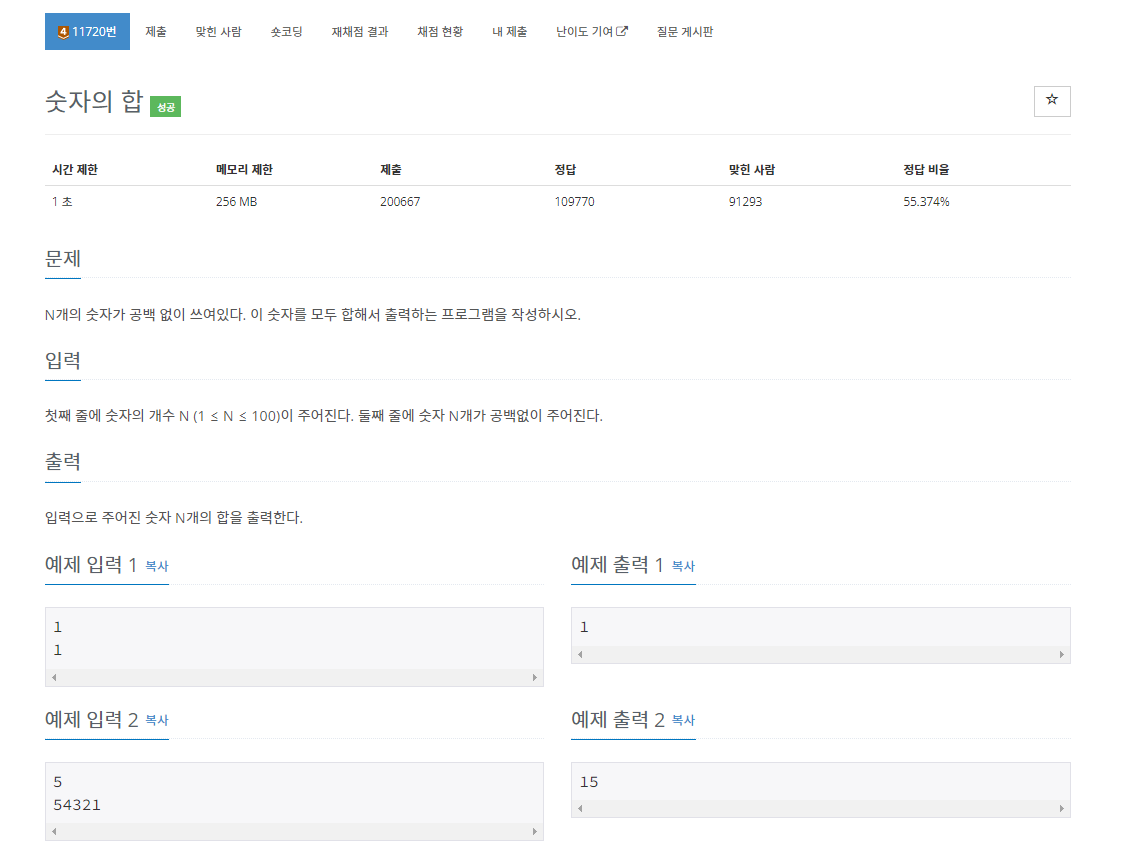 4 11720번 제출 맞힌 사람 숏코딩 재채점 결과 채점 현황 내 제출 난이도 기여 질문 게시판
숫자의 합 성공
시간 제한 메모리 제한 제출 정답 맞힌 사람 정답 비율
1 초 256 MB 200667 109770 91293 55.374%
문제
N개의 숫자가 공백 없이 쓰여있다. 이 숫자를 모두 합해서 출력하는 프로그램을 작성하시오.
입력
첫째 줄에 숫자의 개수 N (1 ≤ N ≤ 100)이 주어진다. 둘째 줄에 숫자 N개가 공백없이 주어진다.
출력
입력으로 주어진 숫자 N개의 합을 출력한다.
예제 입력 1 복사
1
1
예제 출력 1 복사
1
예제 입력 2 복사
5
54321
예제 출력 2 복사
15